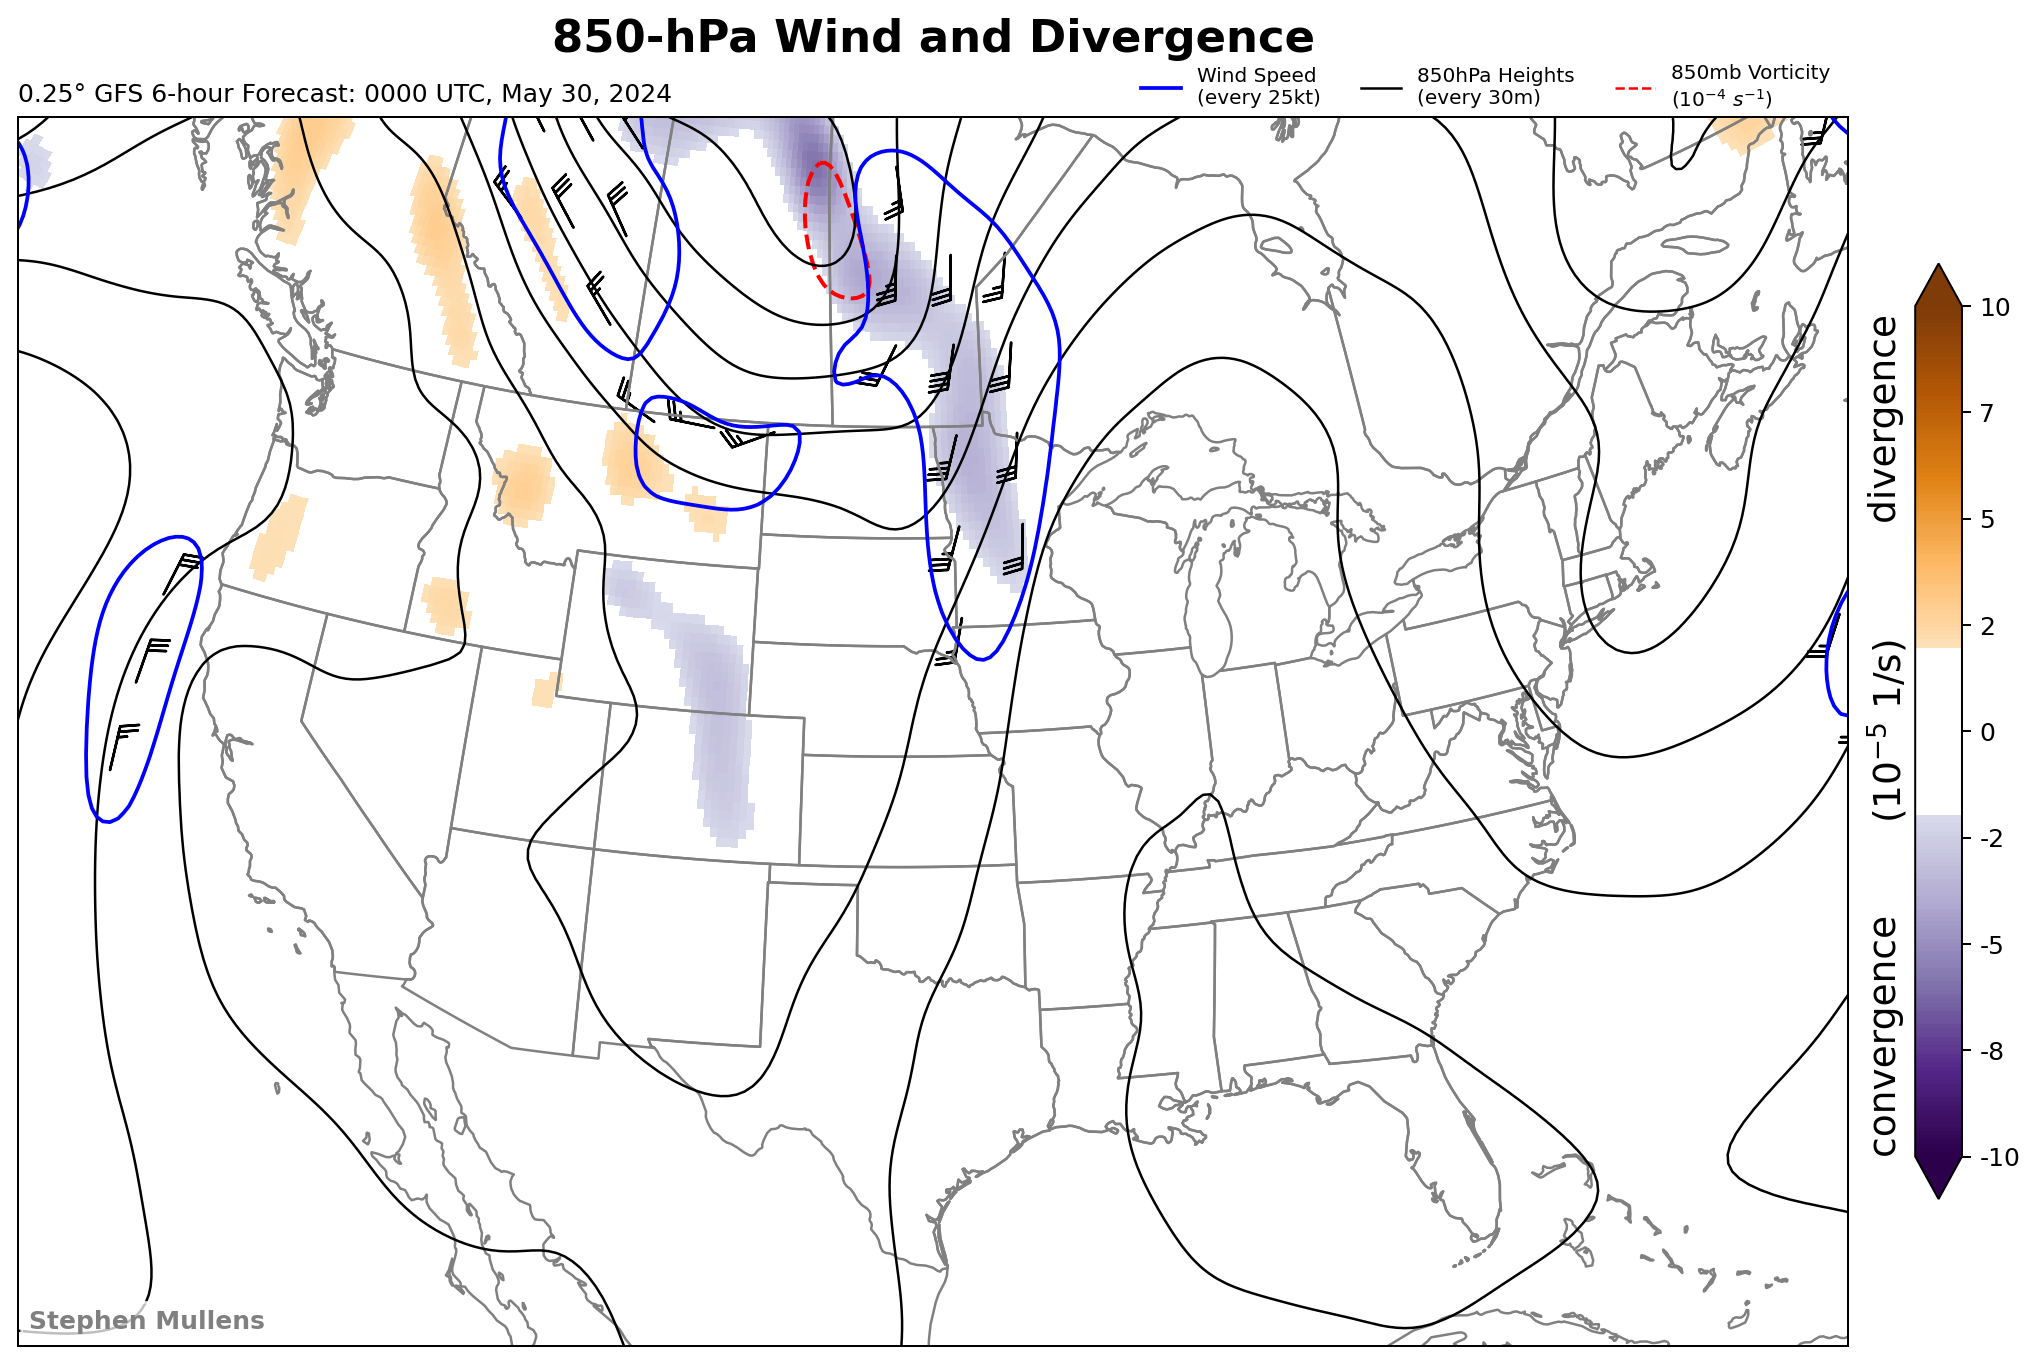 850-hPa Wind and Divergence
0.25° GFS 6-hour Forecast: 0000 UTC, May 30, 2024
Wind Speed
(every 25kt)
850hPa Heights
(every 30m)
850mb Vorticity
(10⁻⁴ s⁻¹)
10
7
5
2
0
-2
-5
-8
-10
convergence (10⁻⁵ 1/s) divergence
Stephen Mullens